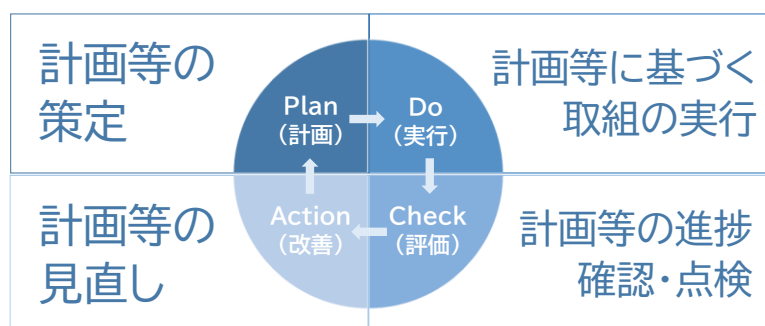 計画等の
策定
Plan
（計画）
Do
（実行）
計画等に基づく
取組の実行
計画等の
見直し
Action
（改善）
Check
（評価）
計画等の進捗
確認・点検